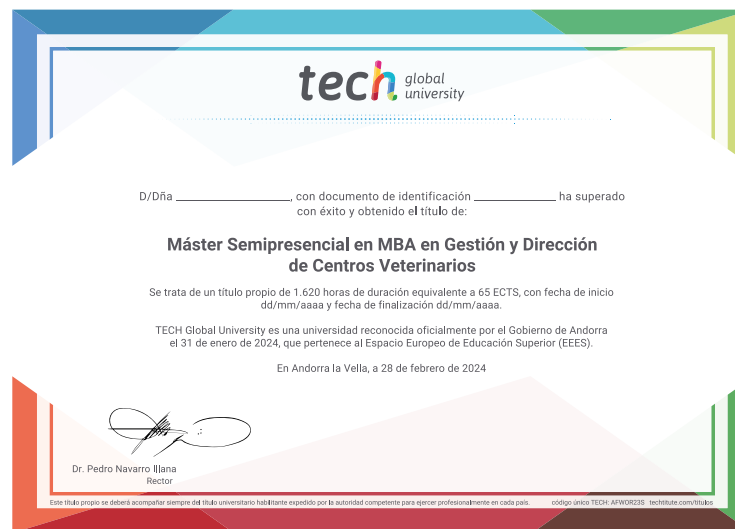 tech global university
D/Dña ______________, con documento de identificación __________ ha superado
con éxito y obtenido el título de:
Máster Semipresencial en MBA en Gestión y Dirección
de Centros Veterinarios
Se trata de un título propio de 1.620 horas de duración equivalente a 65 ECTS, con fecha de inicio
dd/mm/aaaa y fecha de finalización dd/mm/aaaa.
TECH Global University es una universidad reconocida oficialmente por el Gobierno de Andorra
el 31 de enero de 2024, que pertenece al Espacio Europeo de Educación Superior (EEES).
En Andorra la Vella, a 28 de febrero de 2024
Dr. Pedro Navarro Illana
Rector
Este título propio se deberá acompañar siempre del título universitario habilitante expedido por la autoridad competente para ejercer profesionalmente en cada país. código único TECH: AFWOR23S techtitute.com/titulos